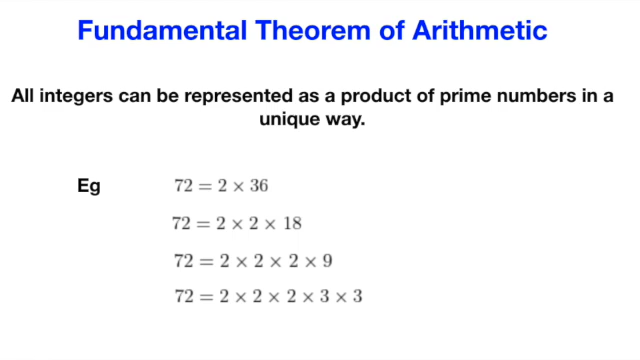 Fundamental Theorem of Arithmetic
All integers can be represented as a product of prime numbers in a
unique way.
Eg 72 = 2 × 36
72 = 2 × 2 × 18
72 = 2 × 2 × 2 × 9
72 = 2 × 2 × 2 × 3 × 3